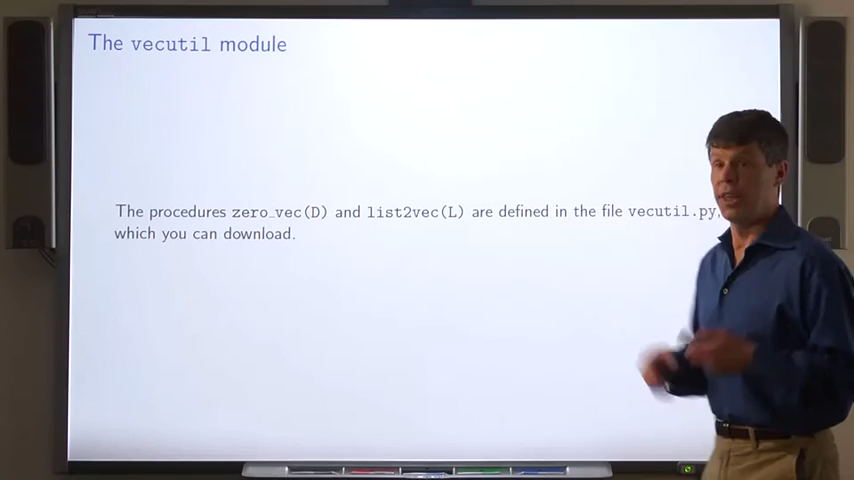 The vecutil module
The procedures zero_vec(D) and list2vec(L) are defined in the file vecutil.py,
which you can download.